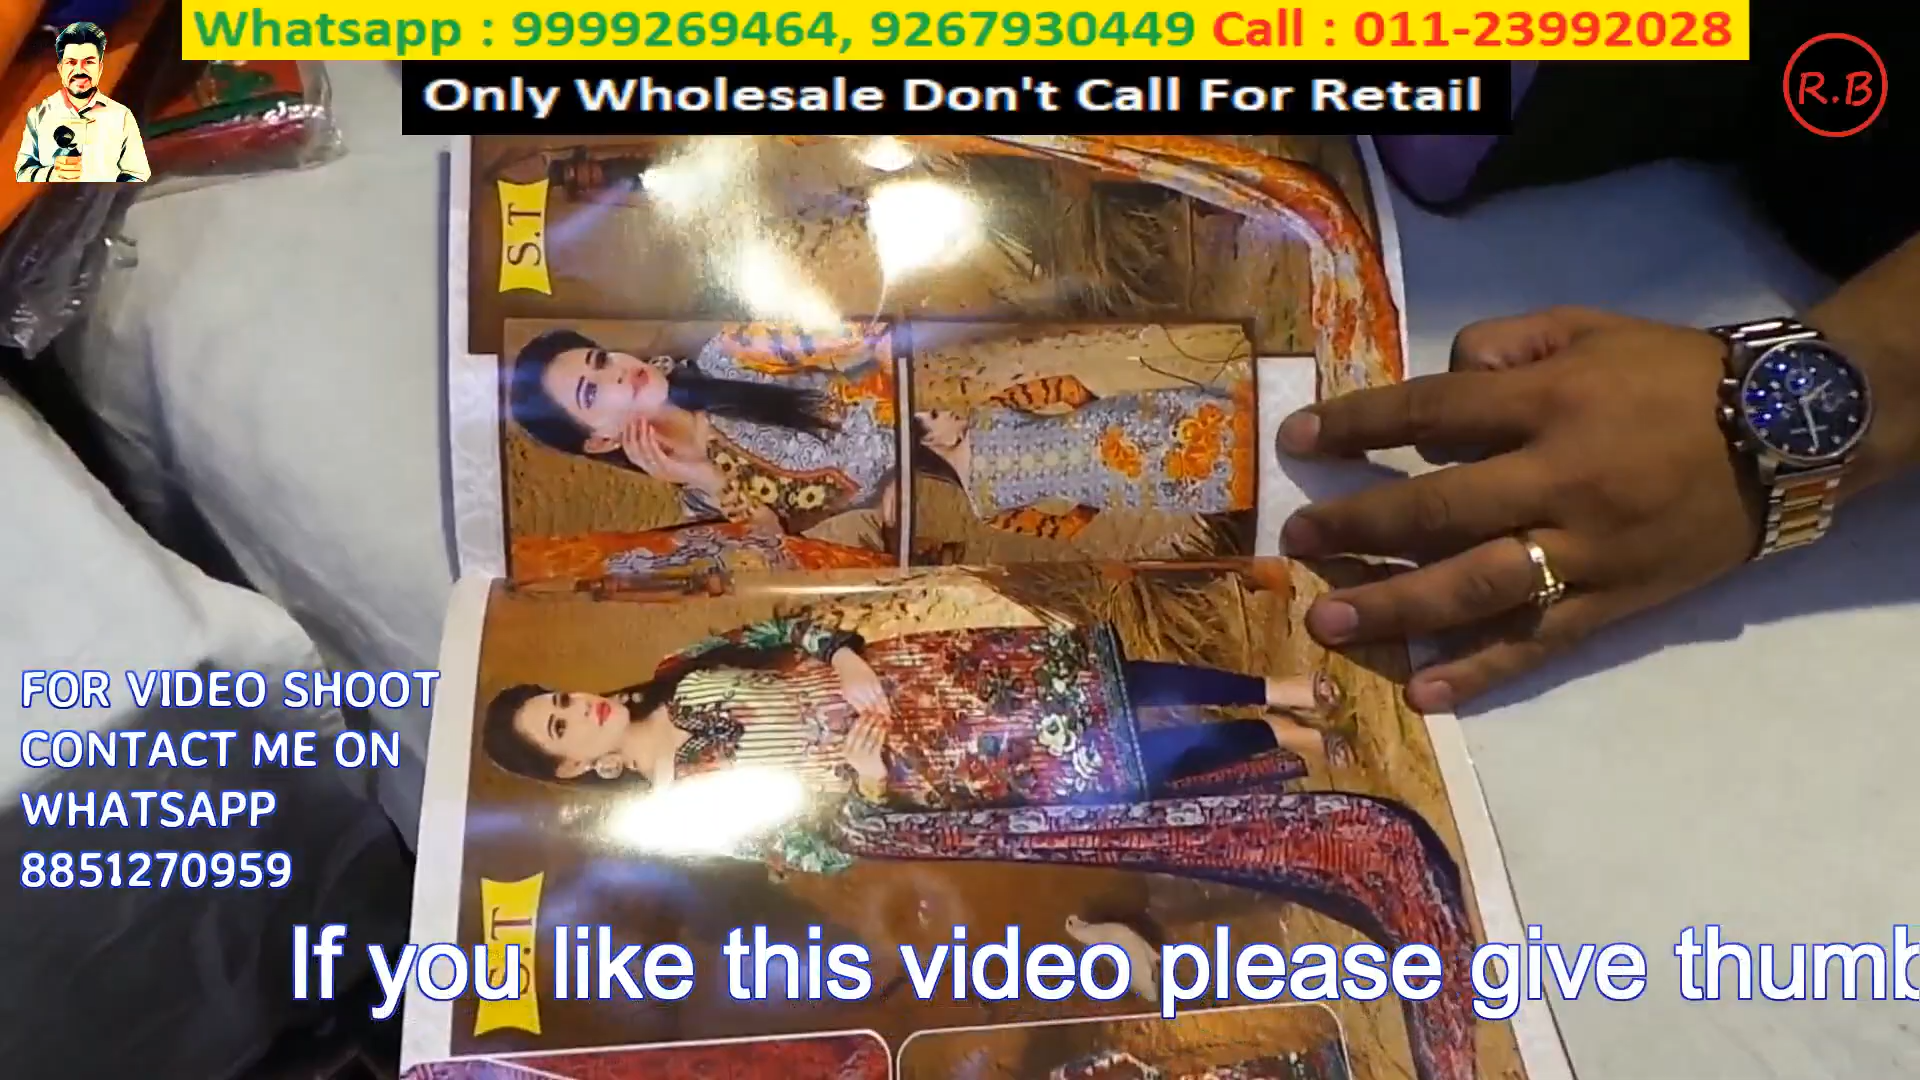 Whatsapp : 9999269464, 9267930449 Call : 011-23992028
Only Wholesale Don't Call For Retail
R.B
S.T
FOR VIDEO SHOOT
CONTACT ME ON
WHATSAPP
8851270959
S.T
If you like this video please give thumb